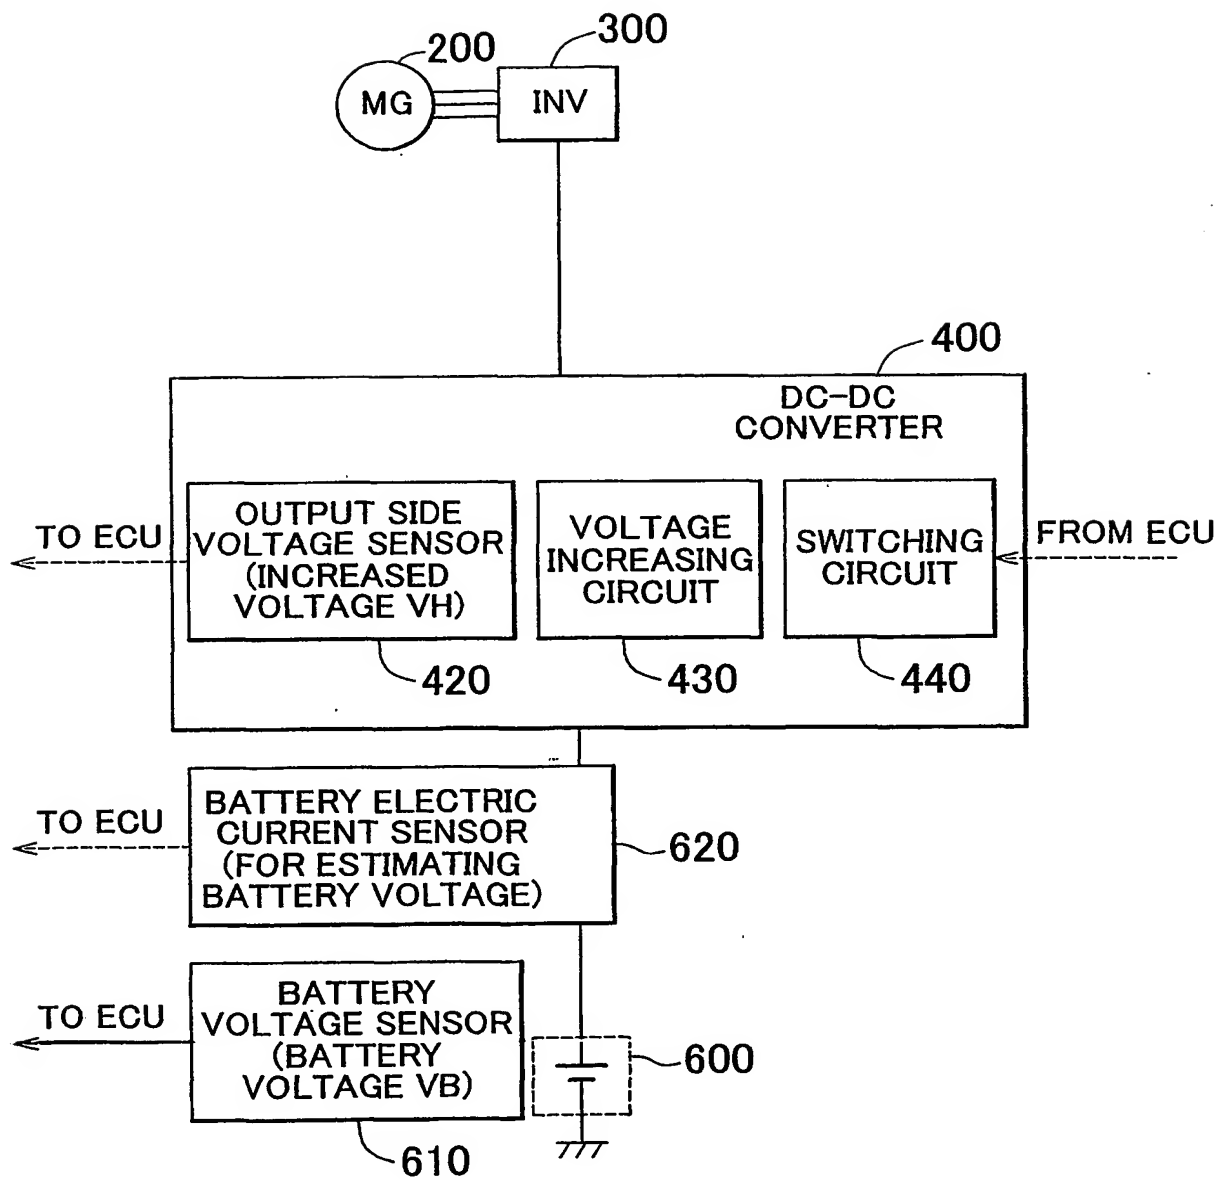 200
300
MG
INV
400
DC-DC
CONVERTER
TO ECU
OUTPUT SIDE
VOLTAGE SENSOR
(INCREASED
VOLTAGE VH)
VOLTAGE
INCREASING
CIRCUIT
SWITCHING
CIRCUIT
FROM ECU
420
430
440
TO ECU
BATTERY ELECTRIC
CURRENT SENSOR
(FOR ESTIMATING
BATTERY VOLTAGE)
620
TO ECU
BATTERY
VOLTAGE SENSOR
(BATTERY
VOLTAGE VB)
600
610